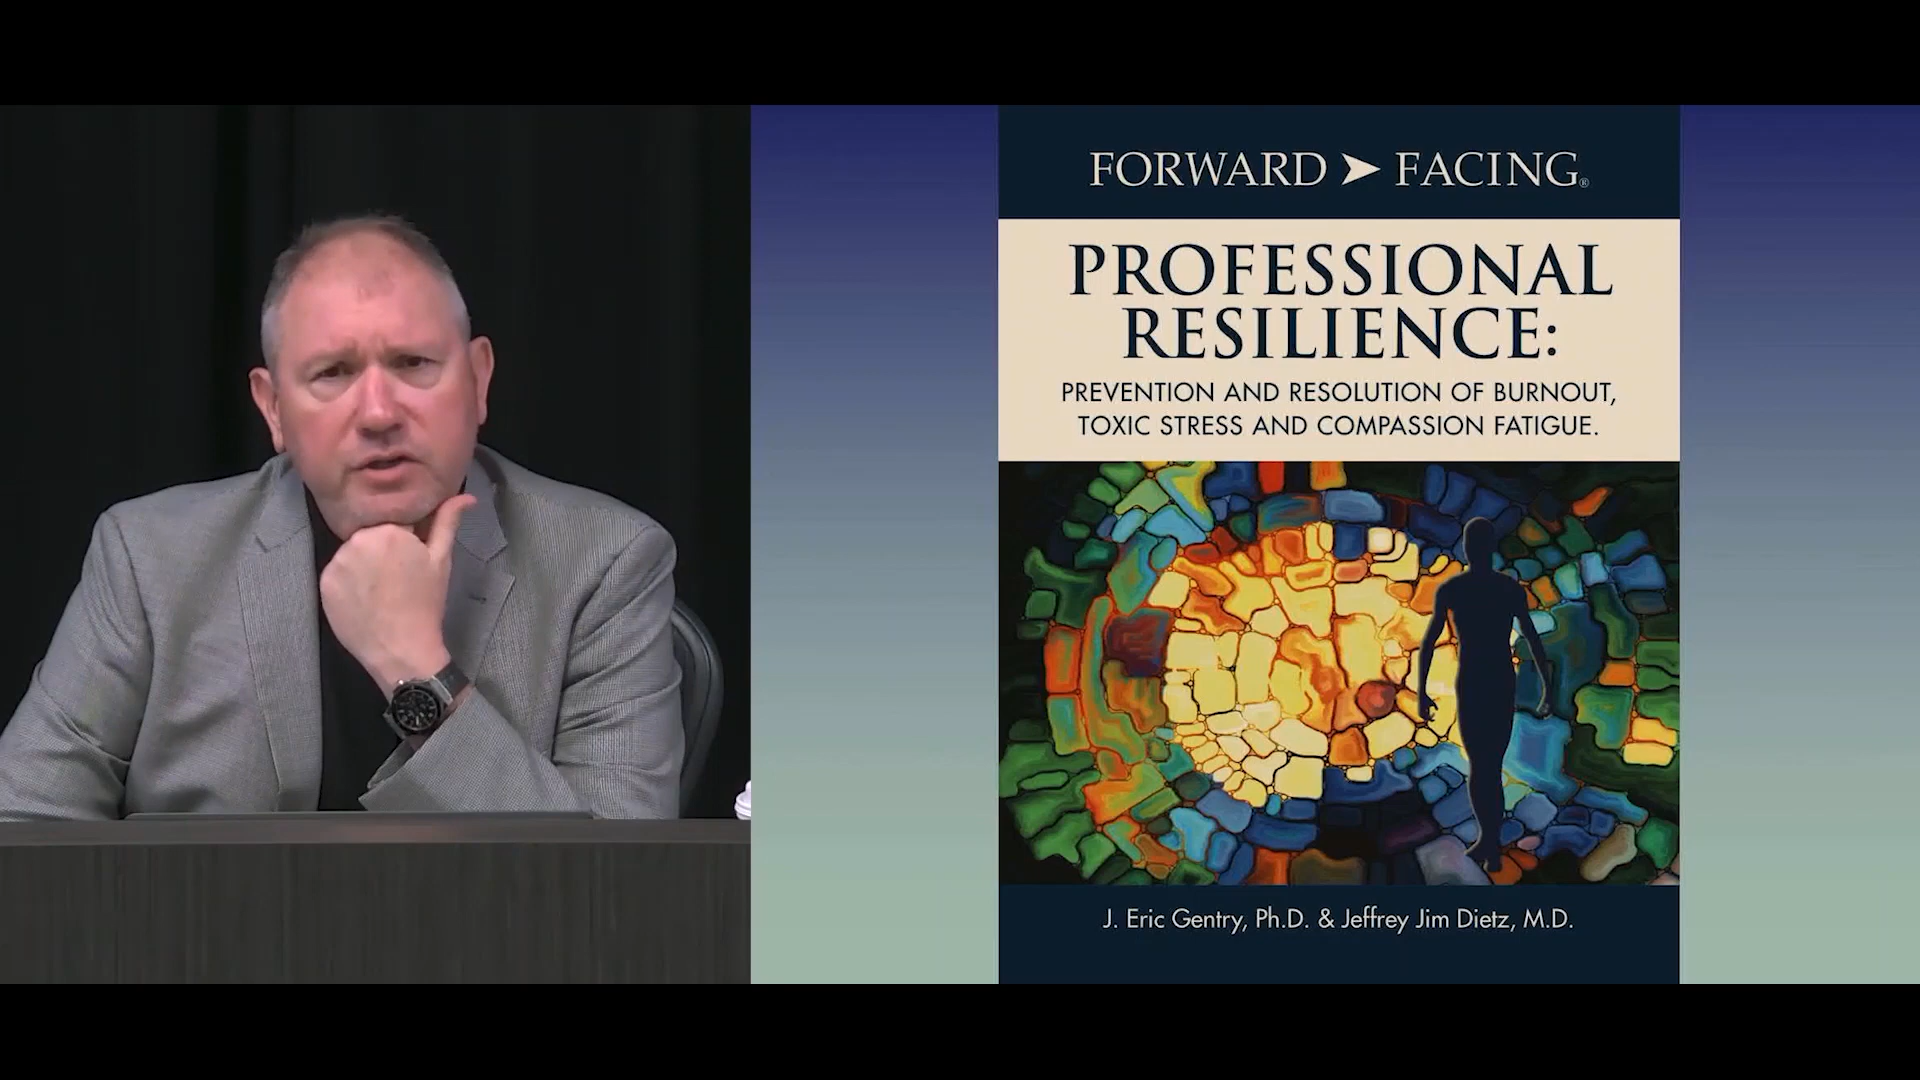 FORWARD ➤ FACING®
PROFESSIONAL
RESILIENCE:
PREVENTION AND RESOLUTION OF BURNOUT,
TOXIC STRESS AND COMPASSION FATIGUE.
J. Eric Gentry, Ph.D. & Jeffrey Jim Dietz, M.D.